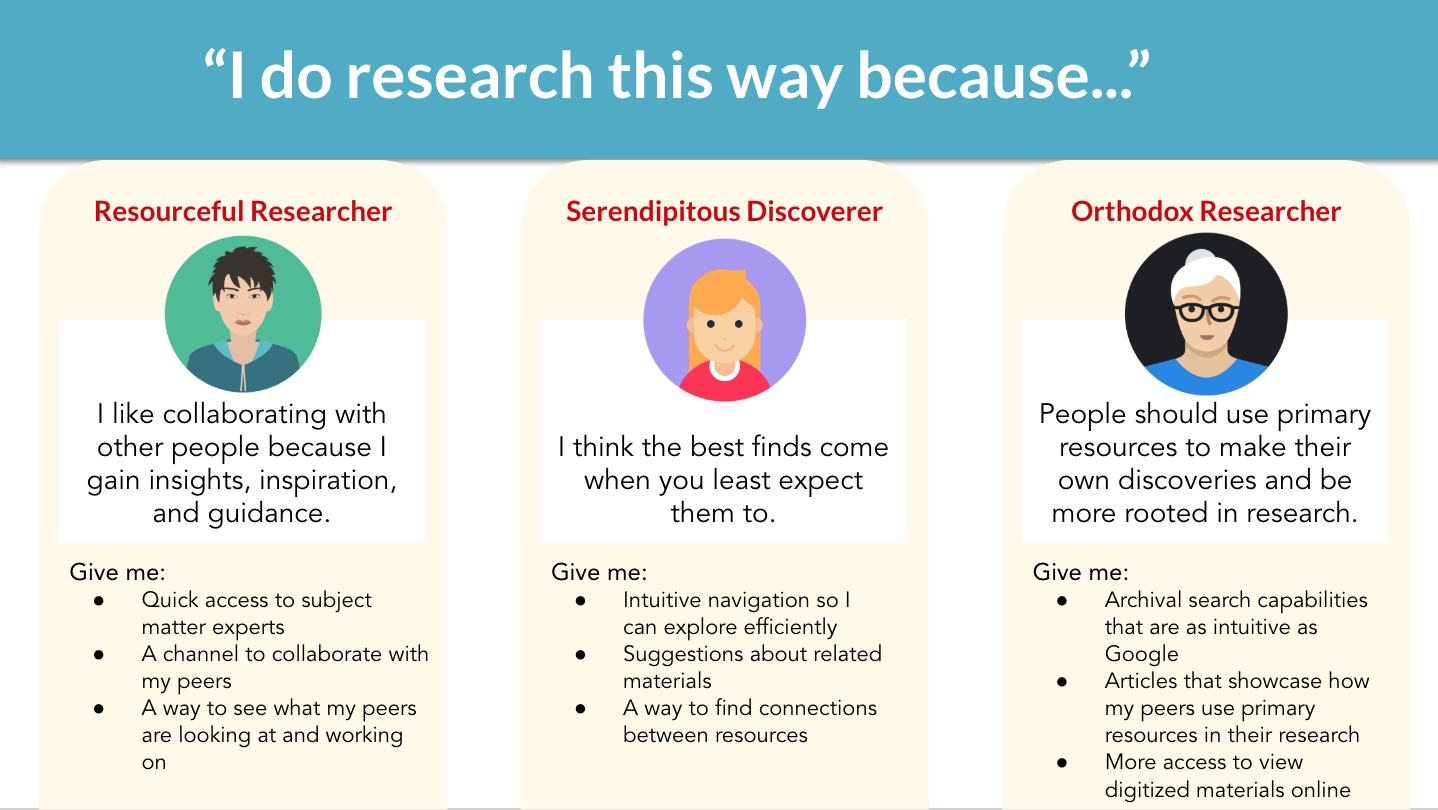 “I do research this way because...”
Resourceful Researcher
I like collaborating with
other people because I
gain insights, inspiration,
and guidance.
Give me:
● Quick access to subject
matter experts
● A channel to collaborate with
my peers
● A way to see what my peers
are looking at and working
on
Serendipitous Discoverer
I think the best finds come
when you least expect
them to.
Give me:
● Intuitive navigation so I
can explore efficiently
● Suggestions about related
materials
● A way to find connections
between resources
Orthodox Researcher
People should use primary
resources to make their
own discoveries and be
more rooted in research.
Give me:
● Archival search capabilities
that are as intuitive as
Google
● Articles that showcase how
my peers use primary
resources in their research
● More access to view
digitized materials online